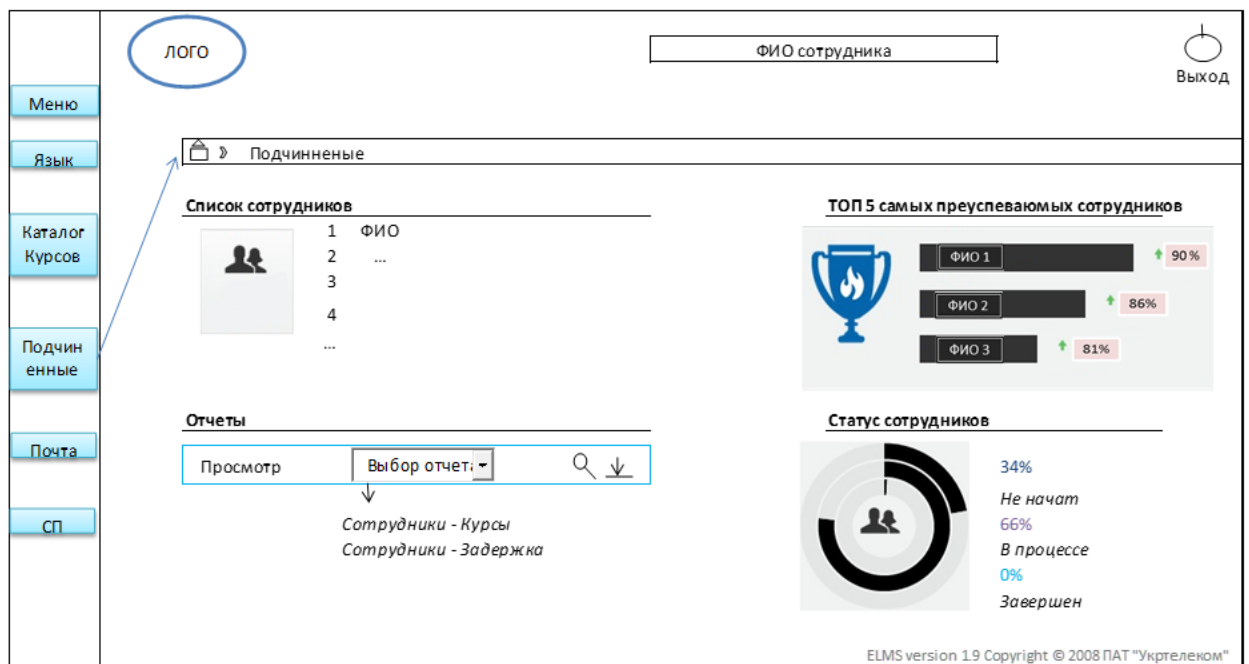 ЛОГО
ФИО сотрудника
Выход
Меню
Язык
Каталог
Курсов
Подчин
енные
Почта
СП
》 Подчинненые
Список сотрудников
1 ФИО
2 ...
3
4
...
ТОП 5 самых преуспеваюмых сотрудников
ФИО 1 90%
ФИО 2 86%
ФИО 3 81%
Отчеты
Просмотр Выбор отчета
Сотрудники - Курсы
Сотрудники - Задержка
Статус сотрудников
34%
Не начат
66%
В процессе
0%
Завершен
ELMS version 1.9 Copyright © 2008 ПАТ "Укртелеком"